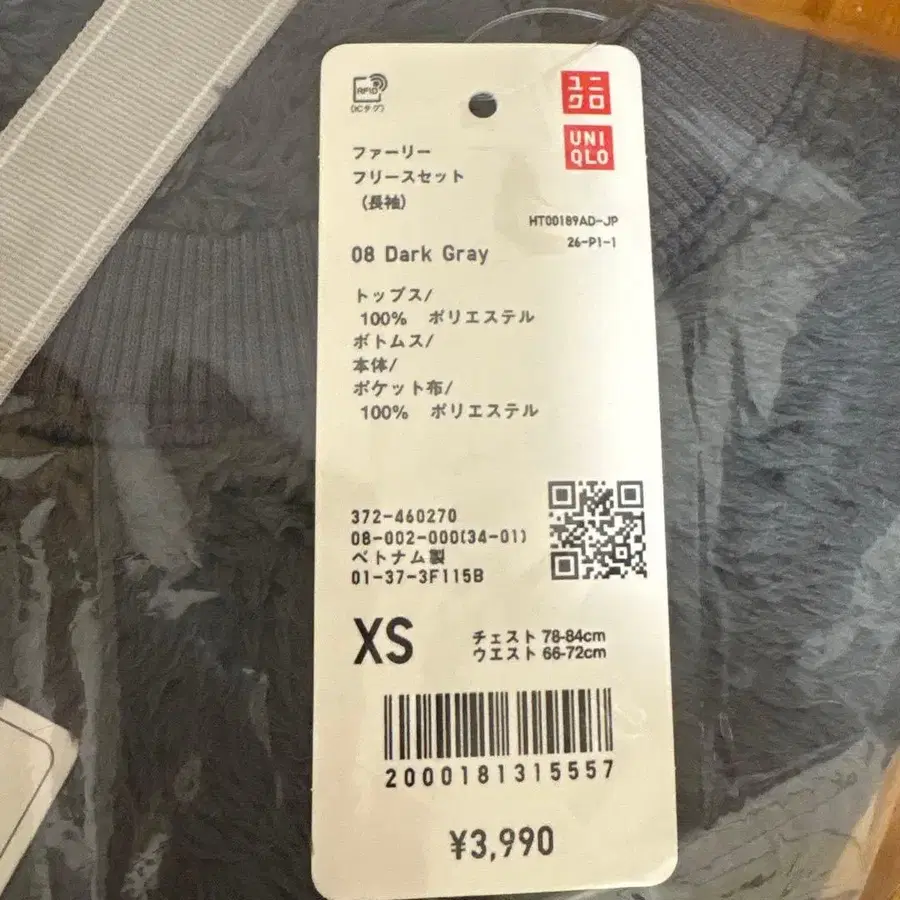 RFID
(ICタグ)
ユニ
クロ
UNI
QLO
ファーリー
フリースセット
(長袖)
HT00189AD-JP
26-P1-1
08 Dark Gray
トップス/
100% ポリエステル
ボトムス/
本体/
ポケット布/
100% ポリエステル
372-460270
08-002-000(34-01)
ベトナム製
01-37-3F115B
XS
チェスト 78-84cm
ウエスト 66-72cm
2000181315557
¥3,990